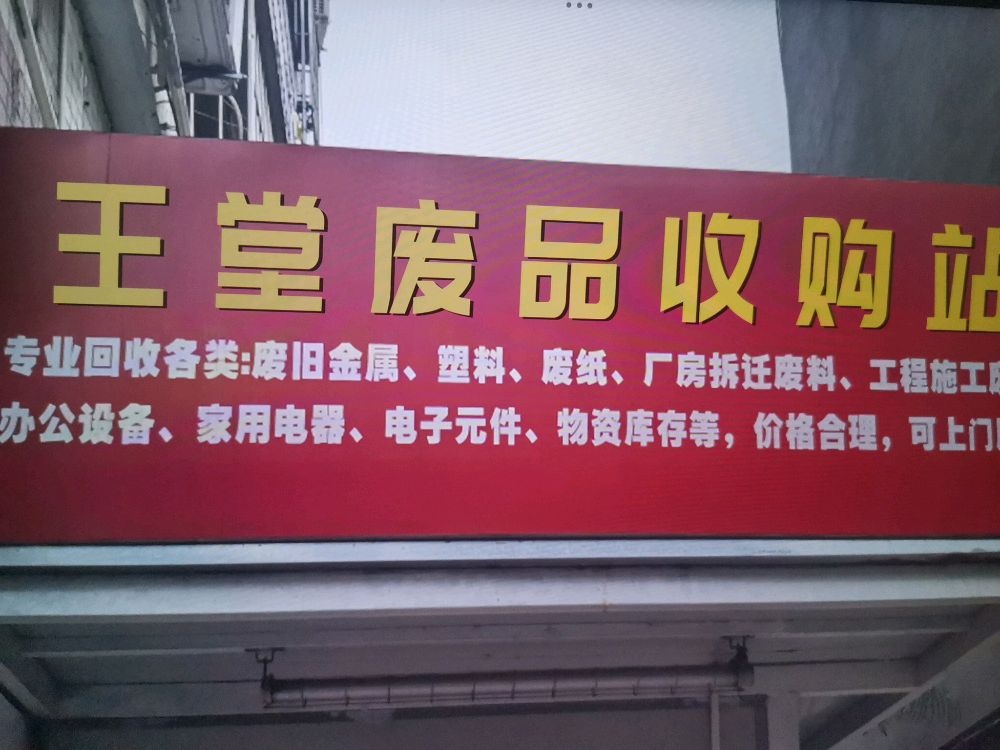 王堂废品收购站
专业回收各类:废旧金属、塑料、废纸、厂房拆迁废料、工程施工
办公设备、家用电器、电子元件、物资库存等，价格合理，可上门